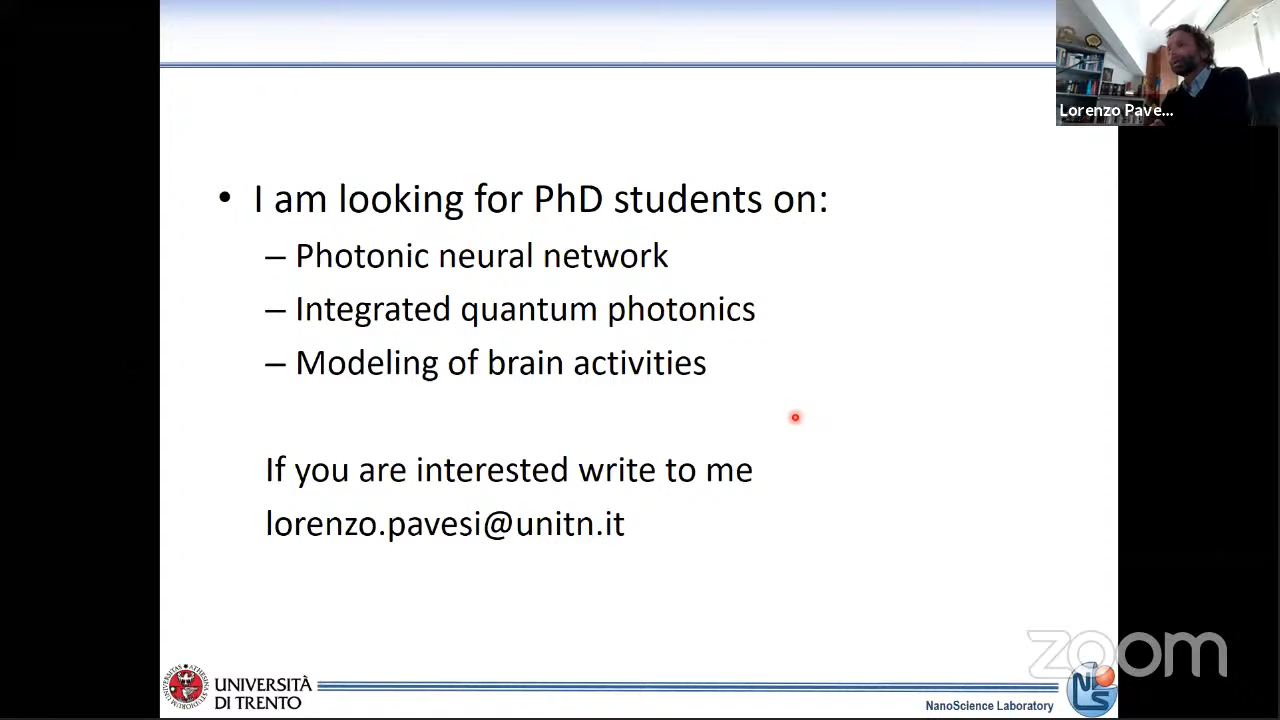 Lorenzo Pave...
• I am looking for PhD students on:
– Photonic neural network
– Integrated quantum photonics
– Modeling of brain activities
If you are interested write to me
lorenzo.pavesi@unitn.it
zoom
UNIVERSITÀ
DI TRENTO
NanoScience Laboratory